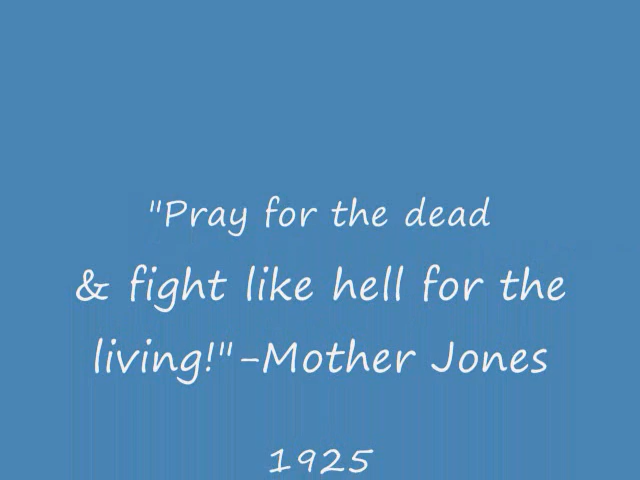 "Pray for the dead
& fight like hell for the
living!"-Mother Jones
1925